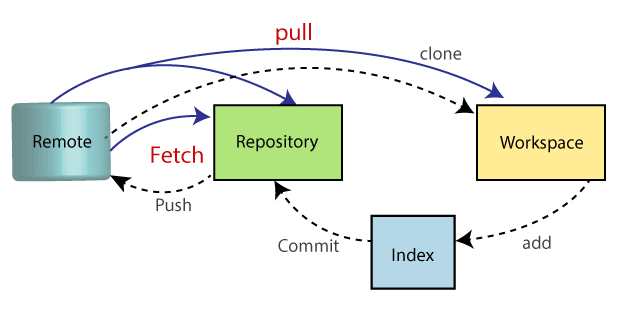 pull
clone
Remote
Repository
Workspace
Fetch
Push
Commit
Index
add